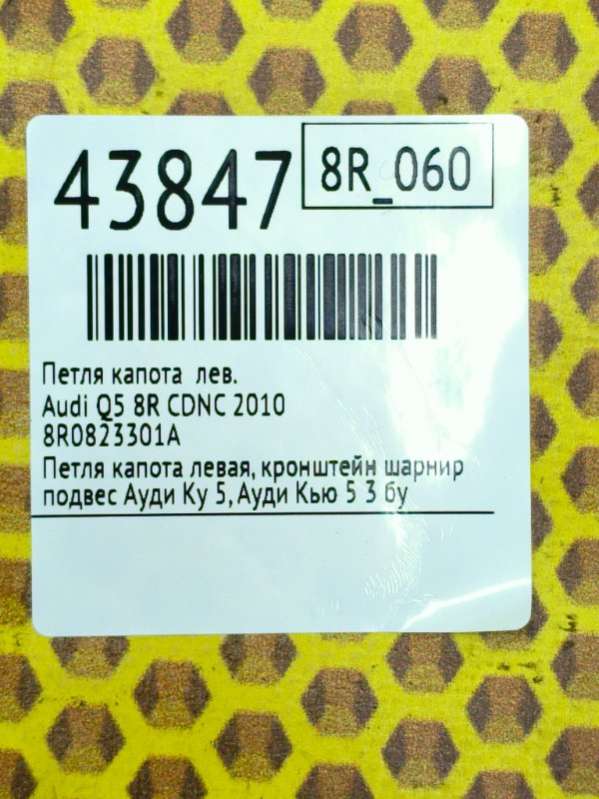 43847
8R_060
Петля капота лев.
Audi Q5 8R CDNC 2010
8R0823301A
Петля капота левая, кронштейн шарнир
подвес Ауди Ку 5, Ауди Кью 5 3 бу